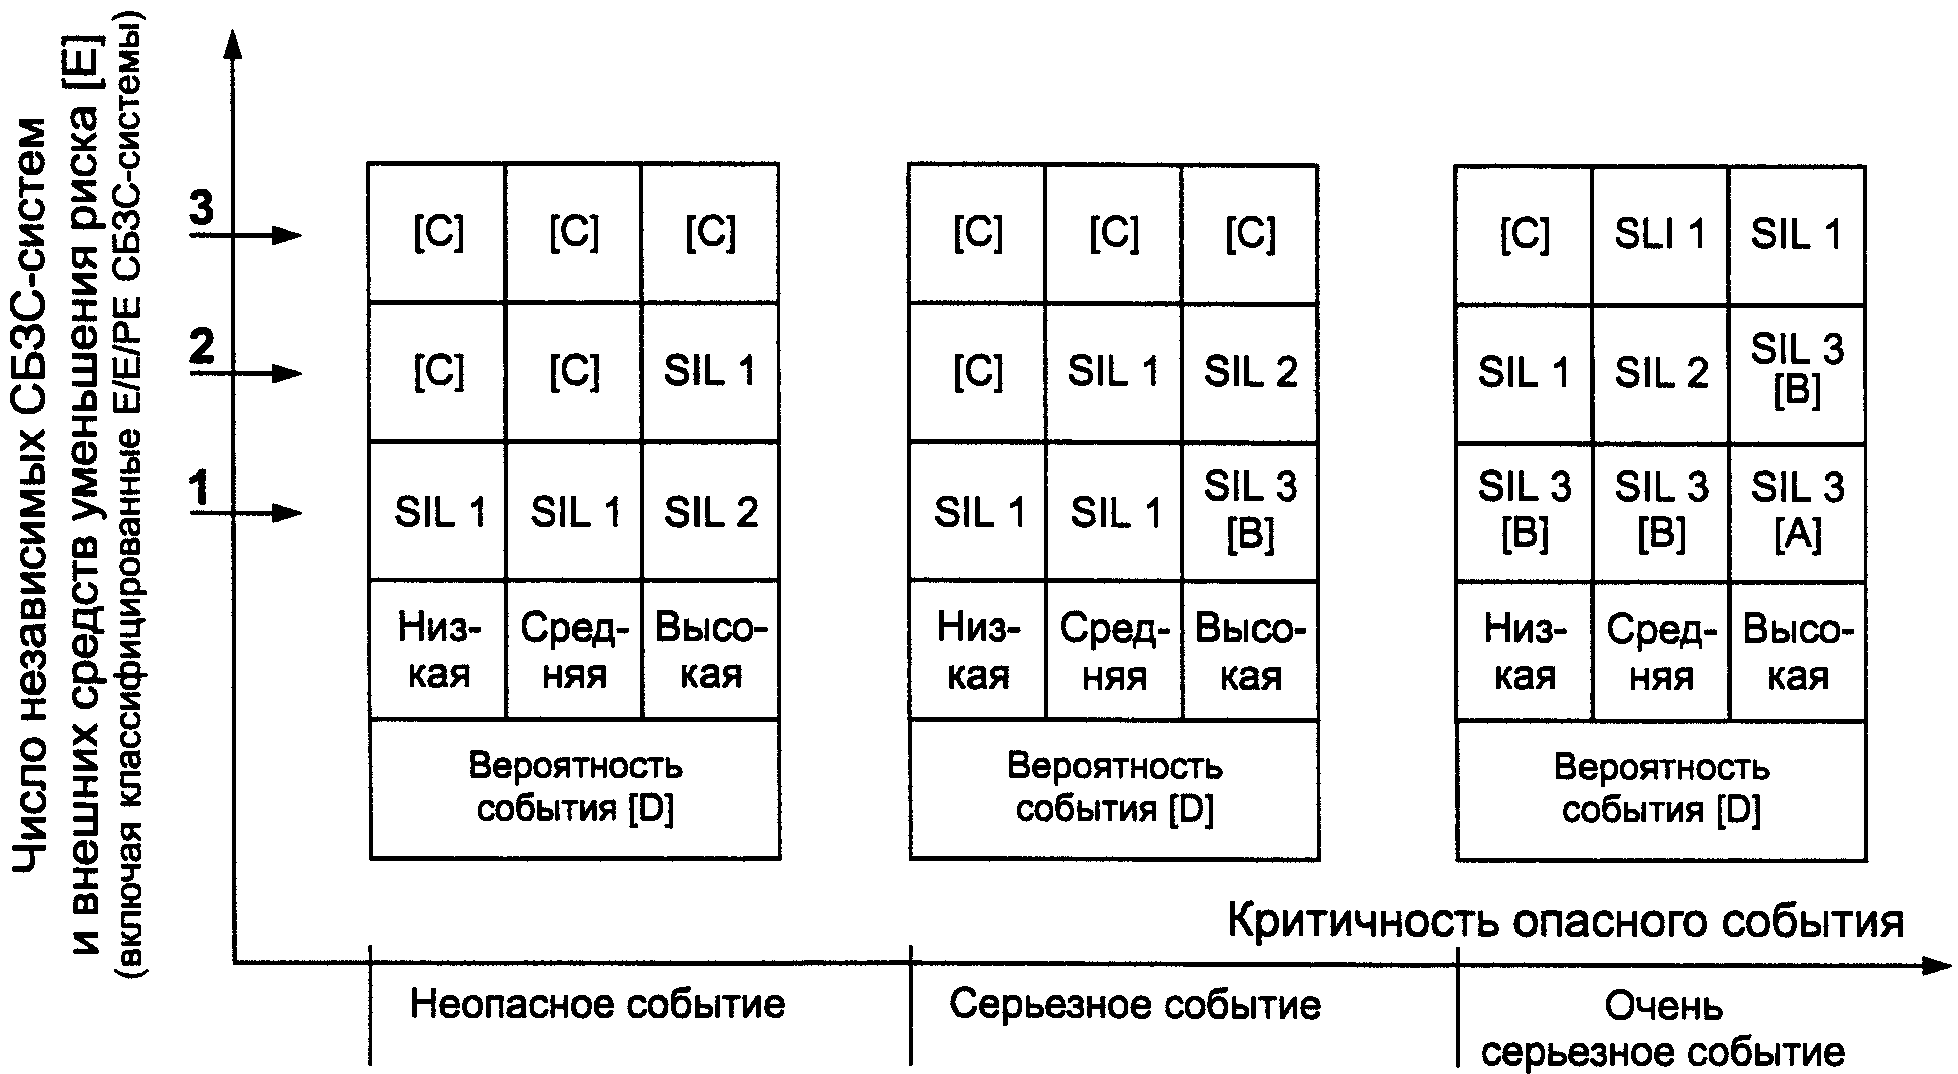 Число независимых СБЗС-систем
и внешних средств уменьшения риска [E]
(включая классифицированные E/E/PE СБЗС-системы)
3
[C] [C] [C] [C] [C] [C] [C] SLI 1 SIL 1
2
[C] [C] SIL 1 [C] SIL 1 SIL 2 SIL 1 SIL 2 SIL 3
[B]
1
SIL 1 SIL 1 SIL 2 SIL 1 SIL 1 SIL 3 SIL 3 SIL 3 SIL 3
[B] [B] [B] [A]
Низ- Сред- Высо- Низ- Сред- Высо- Низ- Сред- Высо-
кая няя кая кая няя кая кая няя кая
Вероятность Вероятность Вероятность
события [D] события [D] события [D]
Критичность опасного события
Неопасное событие Серьезное событие Очень
серьезное событие